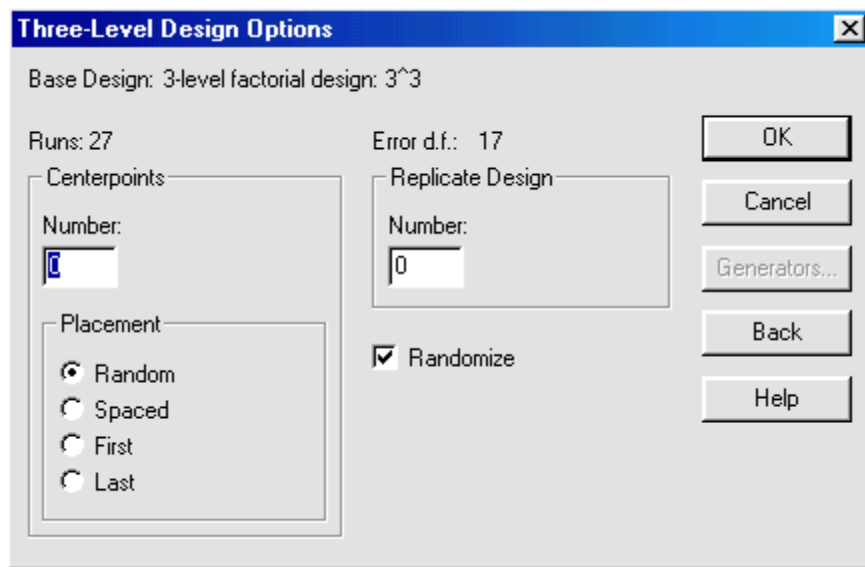 Three-Level Design Options
Base Design: 3-level factorial design: 3^3
Runs: 27
Error d.f.: 17
Centerpoints
Number:
0
Placement
Random
Spaced
First
Last
Replicate Design
Number:
0
Randomize
OK
Cancel
Generators...
Back
Help